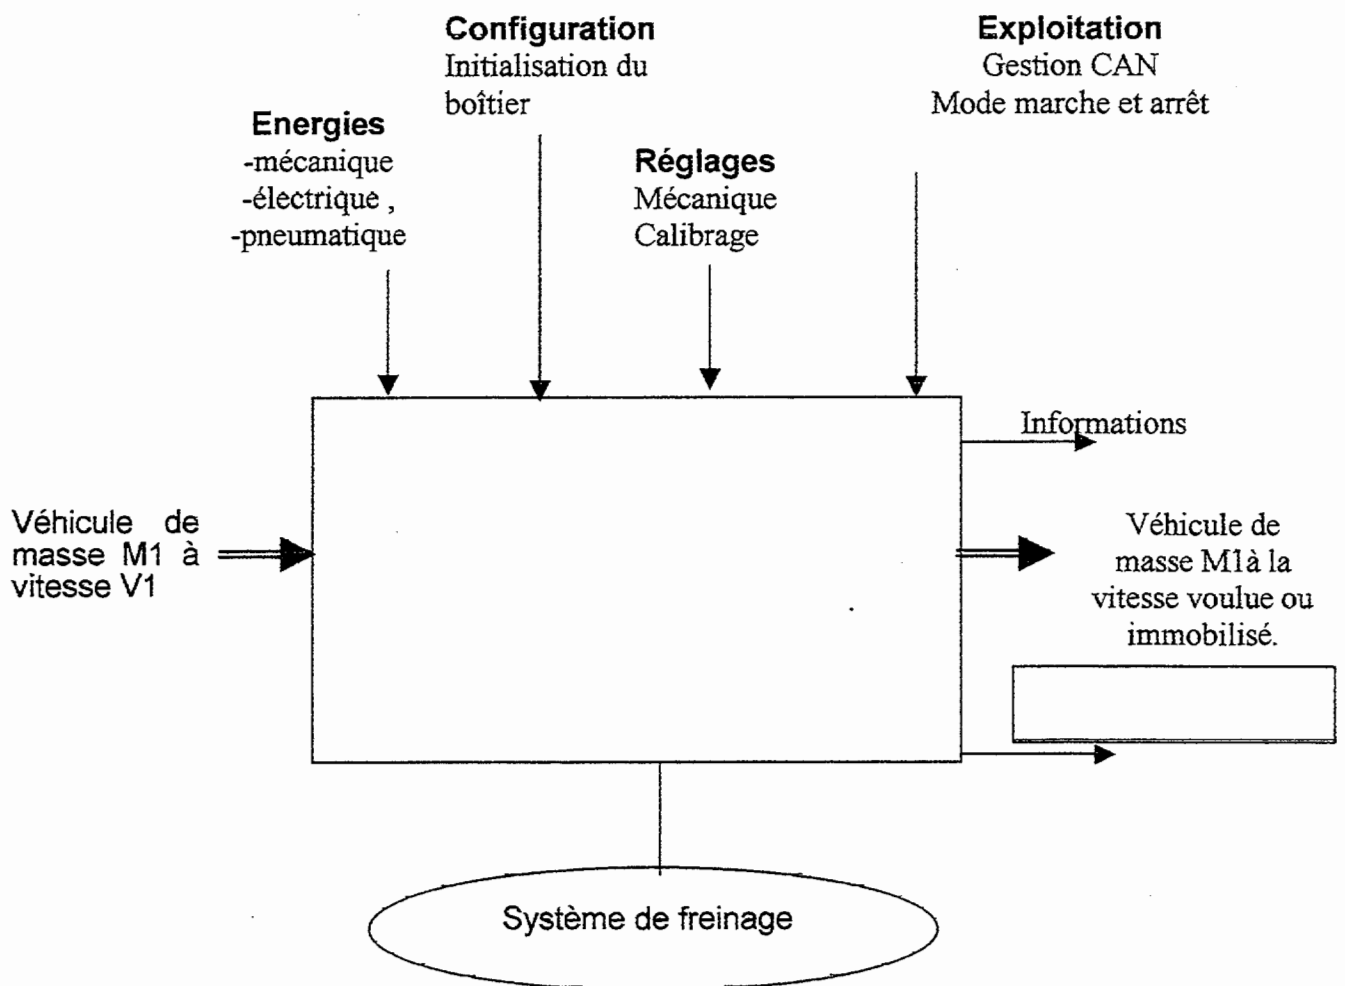 Configuration
Initialisation du
boîtier
Exploitation
Gestion CAN
Mode marche et arrêt
Energies
-mécanique
-électrique ,
-pneumatique
Réglages
Mécanique
Calibrage
Informations
Véhicule de
masse M1 à
vitesse V1
Véhicule de
masse M1à la
vitesse voulue ou
immobilisé.
Système de freinage